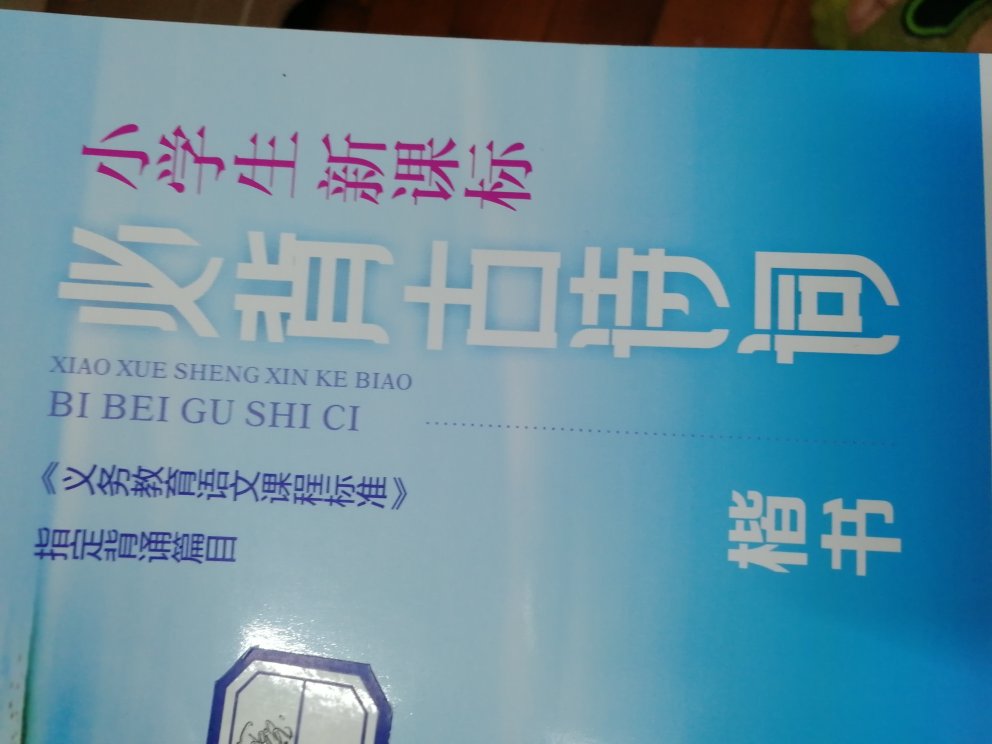 小学生新课标
必背古诗词
XIAO XUE SHENG XIN KE BIAO
BI BEI GU SHI CI
《义务教育语文课程标准》
指定背诵篇目
楷书